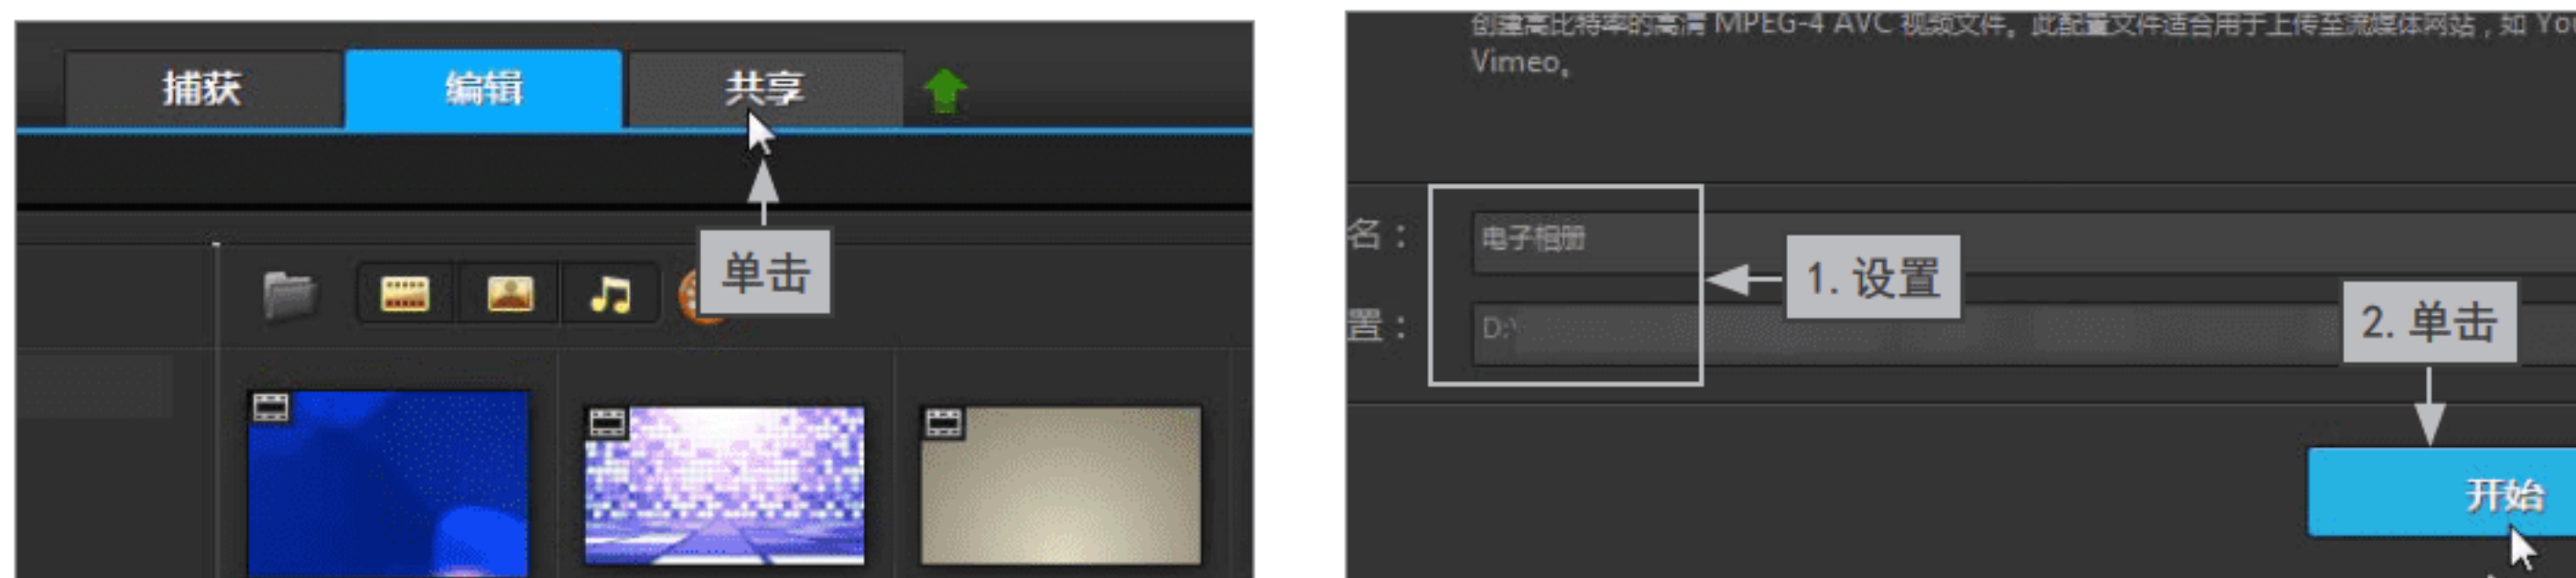 捕获 编辑 共享
单击
创建高比特率的高清 MPEG-4 AVC 视频文件。此配置文件适合用于上传至流媒体网站，如 You
Vimeo。
名： 电子相册
1. 设置
置： D:\
2. 单击
开始